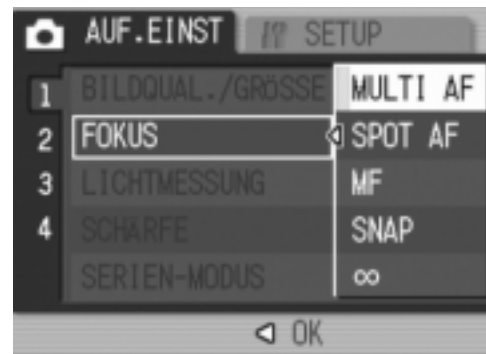 AUF.EINST SETUP
1 BILDQUAL./GRÖSSE MULTI AF
2 FOKUS SPOT AF
3 LICHTMESSUNG MF
4 SCHÄRFE SNAP
SERIEN-MODUS ∞
OK